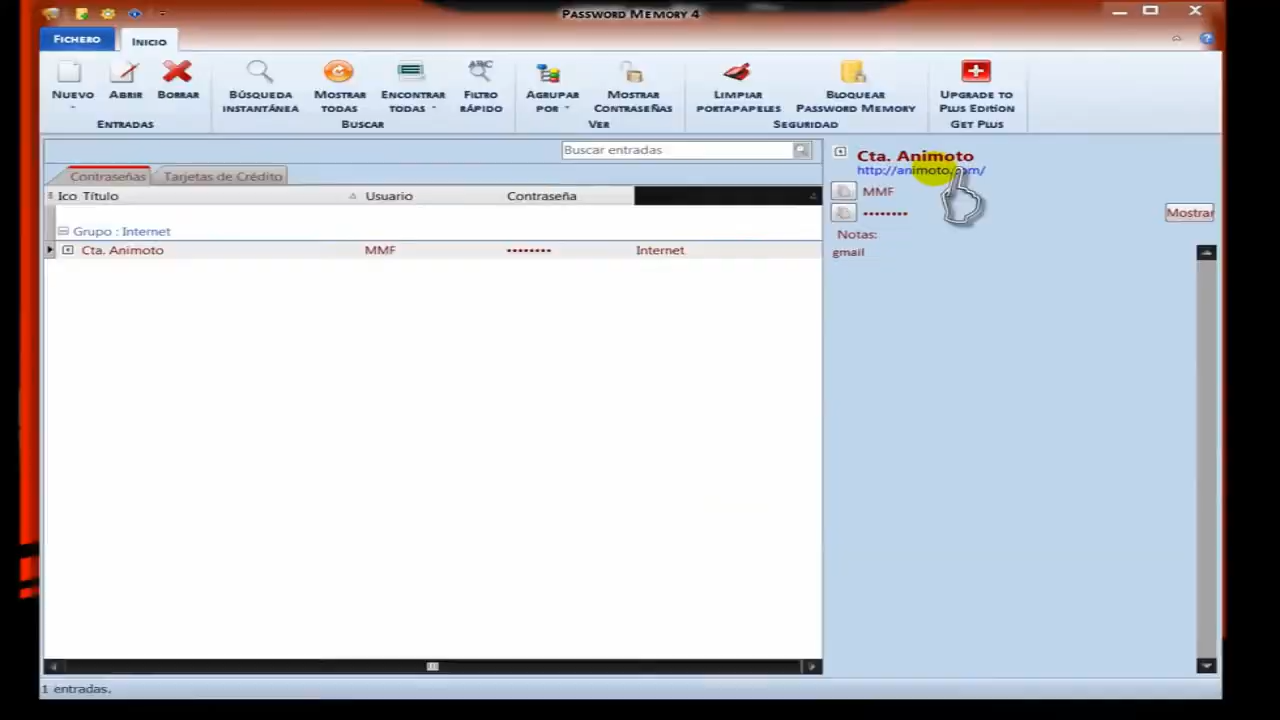 Password Memory 4
Fichero
Inicio
Nuevo
Abrir
Borrar
Búsqueda Instantánea
Mostrar Todas
Encontrar Todas
ABC
Filtro Rápido
Agrupar por
Mostrar Contraseñas
Limpiar Portapapeles
Bloquear Password Memory
Upgrade to Plus Edition
Entradas
Buscar
Ver
Seguridad
Get Plus
Buscar entradas
Contraseñas
Tarjetas de Crédito
Ico Título
Usuario
Contraseña
Grupo : Internet
Cta. Animoto
MMF
••••••••
Internet
Cta. Animoto
http://animoto.com/
MMF
••••••••
Mostrar
Notas:
gmail
1 entradas.